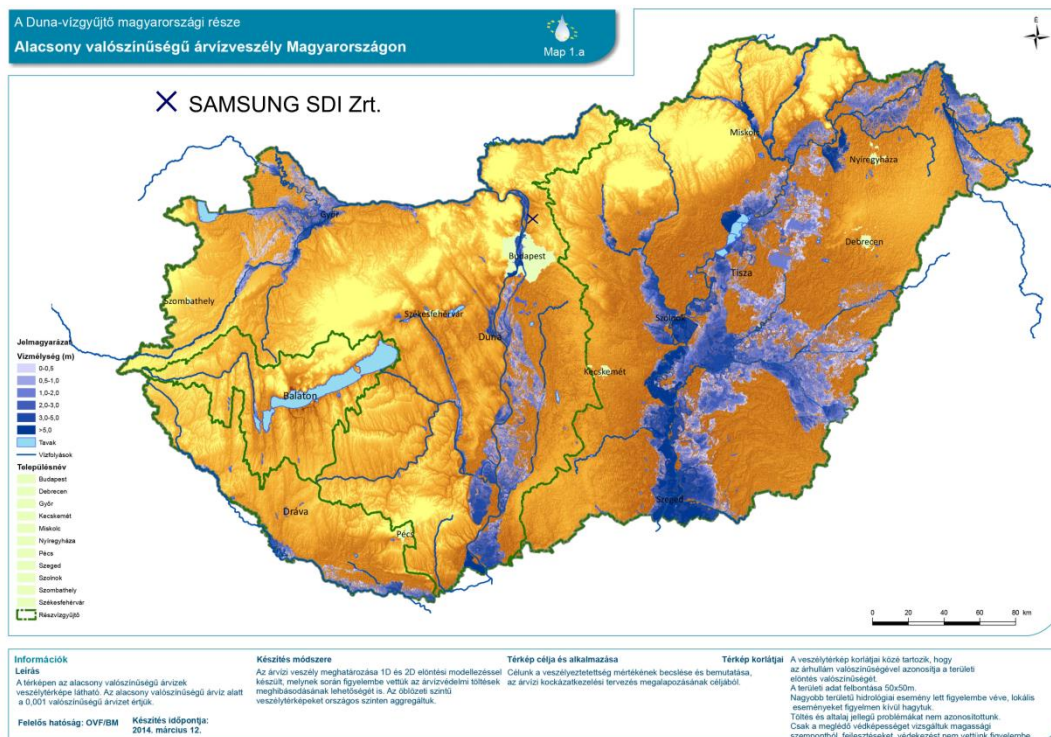 A Duna-vízgyűjtő magyarországi része
Alacsony valószínűségű árvízveszély Magyarországon
Map 1.a
E
SAMSUNG SDI Zrt.
Miskolc
Nyíregyháza
Győr
Debrecen
Budapest
Tisza
Szombathely
Székesfehérvár
Duna
Szolnok
Kecskemét
Balaton
Szeged
Dráva
Pécs
Jelmagyarázat
Vízmélység (m)
0-0,5
0,5-1,0
1,0-2,0
2,0-3,0
3,0-5,0
>5,0
Tavak
Vízfolyások
Településnév
Budapest
Debrecen
Győr
Kecskemét
Miskolc
Nyíregyháza
Pécs
Szeged
Szolnok
Szombathely
Székesfehérvár
Részvízgyűjtő
0 20 40 60 80 km
Információk
Leírás
A térképen az alacsony valószínűségű árvizek
veszélytérképe látható. Az alacsony valószínűségű árvíz alatt
a 0,001 valószínűségű árvizet értjük.
Felelős hatóság: OVF/BM
Készítés időpontja:
2014. március 12.
Készítés módszere
Az árvízi veszély meghatározása 1D és 2D elöntési modellezéssel
készült, melynek során figyelembe vettük az árvízvédelmi töltések
meghibásodásának lehetőségét is. Az öblözeti szintű
veszélytérképeket országos szinten aggregáltuk.
Térkép célja és alkalmazása
Célunk a veszélyeztetettség mértékének becslése és bemutatása,
az árvízi kockázatkezelési tervezés megalapozásának céljából.
Térkép korlátjai
A veszélytérkép korlátjai közé tartozik, hogy
az árhullám valószínűségével azonosítja a területi
elöntés valószínűségét.
A területi adat felbontása 50x50m.
Nagyobb területű hidrológiai esemény lett figyelembe véve, lokális
eseményeket figyelmen kívül hagytuk.
Töltés és altalaj jellegű problémákat nem azonosítottunk.
Csak a meglédő védképességet vizsgáltuk magassági
szempontból, fejlesztéseket, védekezést nem vettünk figyelembe.